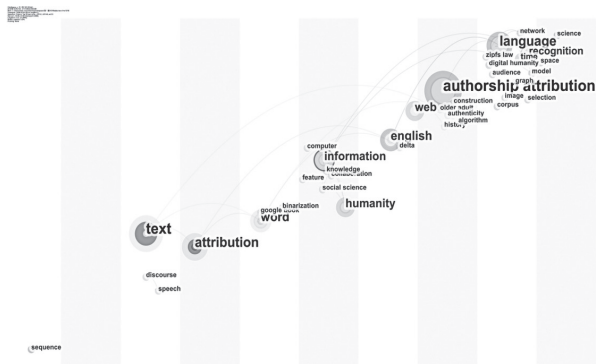 network
science
language
recognition
zipfs law
time
space
digital humanity
audience
model
graph
authorship attribution
image
selection
construction
corpus
web
older adult
authenticity
algorithm
history
english
delta
computer
information
knowledge
feature
social science
binarization
humanity
google book
word
text
attribution
discourse
speech
sequence